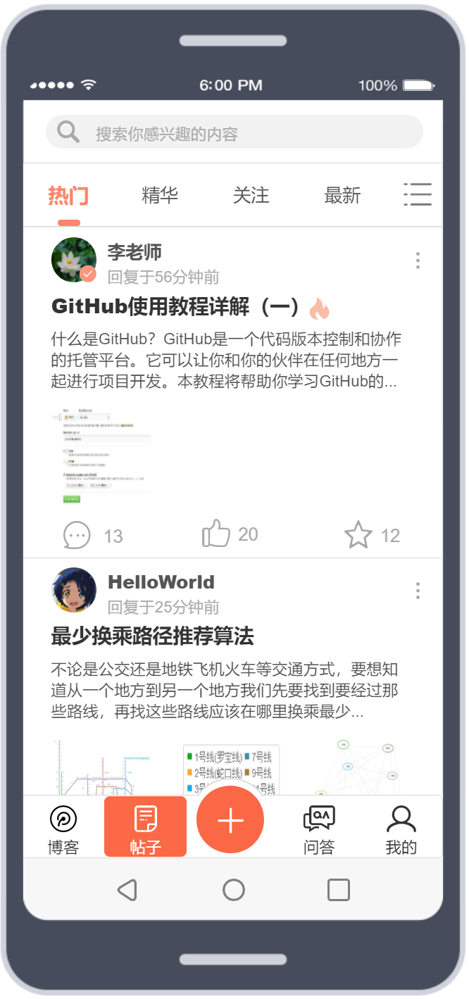 6:00 PM
100%
搜索你感兴趣的内容
热门 精华 关注 最新
李老师
回复于56分钟前
GitHub使用教程详解（一）
什么是GitHub？GitHub是一个代码版本控制和协作
的托管平台。它可以让你和你的伙伴在任何地方一
起进行项目开发。本教程将帮助你学习GitHub的...
13 20 12
HelloWorld
回复于25分钟前
最少换乘路径推荐算法
不论是公交还是地铁飞机火车等交通方式，要想知
道从一个地方到另一个地方我们先要找到要经过那
些路线，再找这些路线应该在哪里换乘最少...
1号线(罗宝线) 7号线
2号线(蛇口线) 9号线
博客 帖子 问答 我的